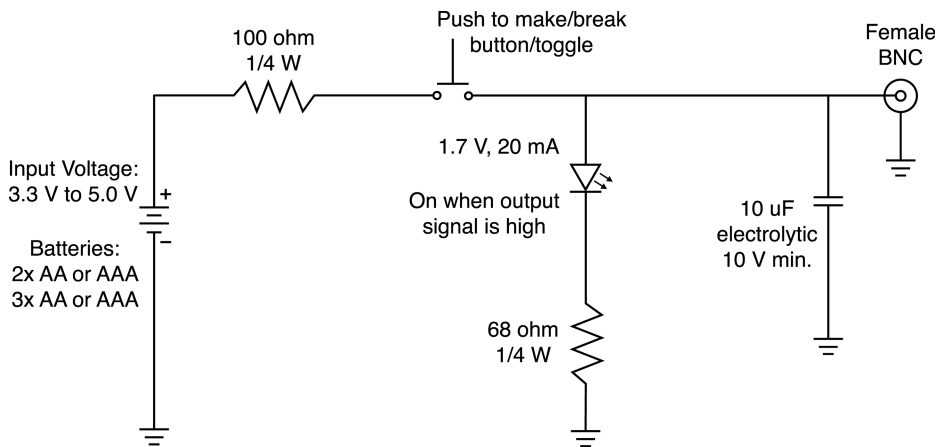 100 ohm
1/4 W
Push to make/break
button/toggle
Female
BNC
Input Voltage:
3.3 V to 5.0 V
+
−
Batteries:
2x AA or AAA
3x AA or AAA
1.7 V, 20 mA
On when output
signal is high
10 uF
electrolytic
10 V min.
68 ohm
1/4 W